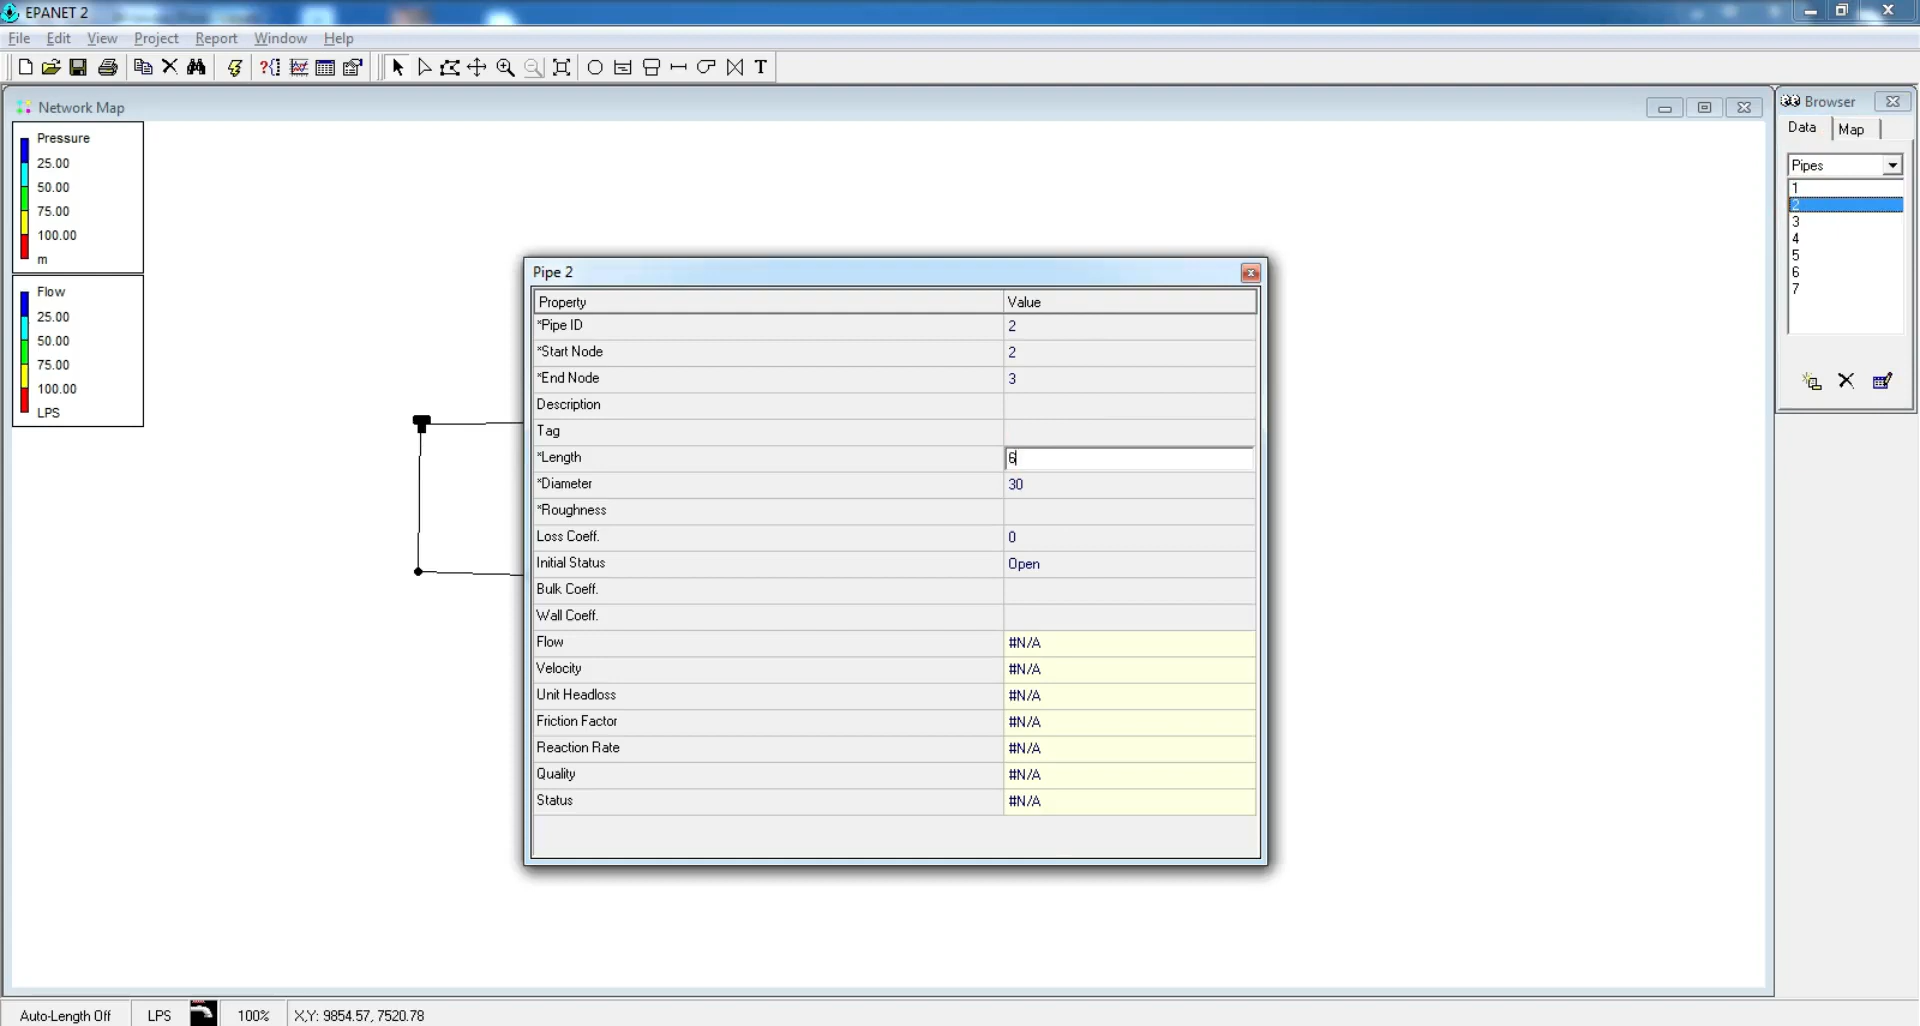 EPANET 2
File Edit View Project Report Window Help
T
Network Map
Pressure
25.00
50.00
75.00
100.00
m
Flow
25.00
50.00
75.00
100.00
LPS
Pipe 2
Property Value
*Pipe ID 2
*Start Node 2
*End Node 3
Description
Tag
*Length 6
*Diameter 30
*Roughness
Loss Coeff. 0
Initial Status Open
Bulk Coeff.
Wall Coeff.
Flow #N/A
Velocity #N/A
Unit Headloss #N/A
Friction Factor #N/A
Reaction Rate #N/A
Quality #N/A
Status #N/A
Browser
Data Map
Pipes
1
2
3
4
5
6
7
Auto-Length Off LPS 100% X,Y: 9854.57, 7520.78